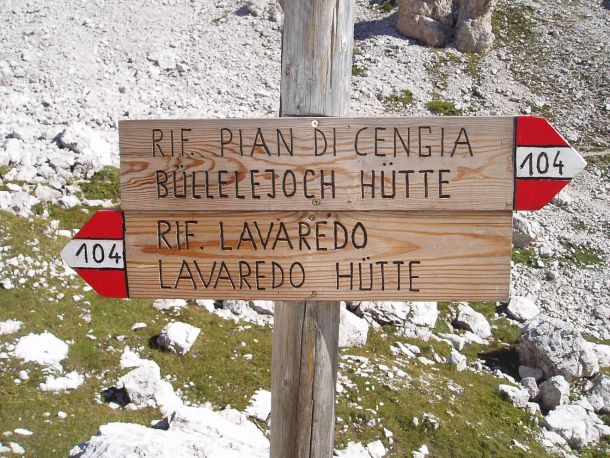 RIF. PIAN DI CENGIA
BÜLLELEJOCH HÜTTE
104
RIF. LAVAREDO
LAVAREDO HÜTTE
104